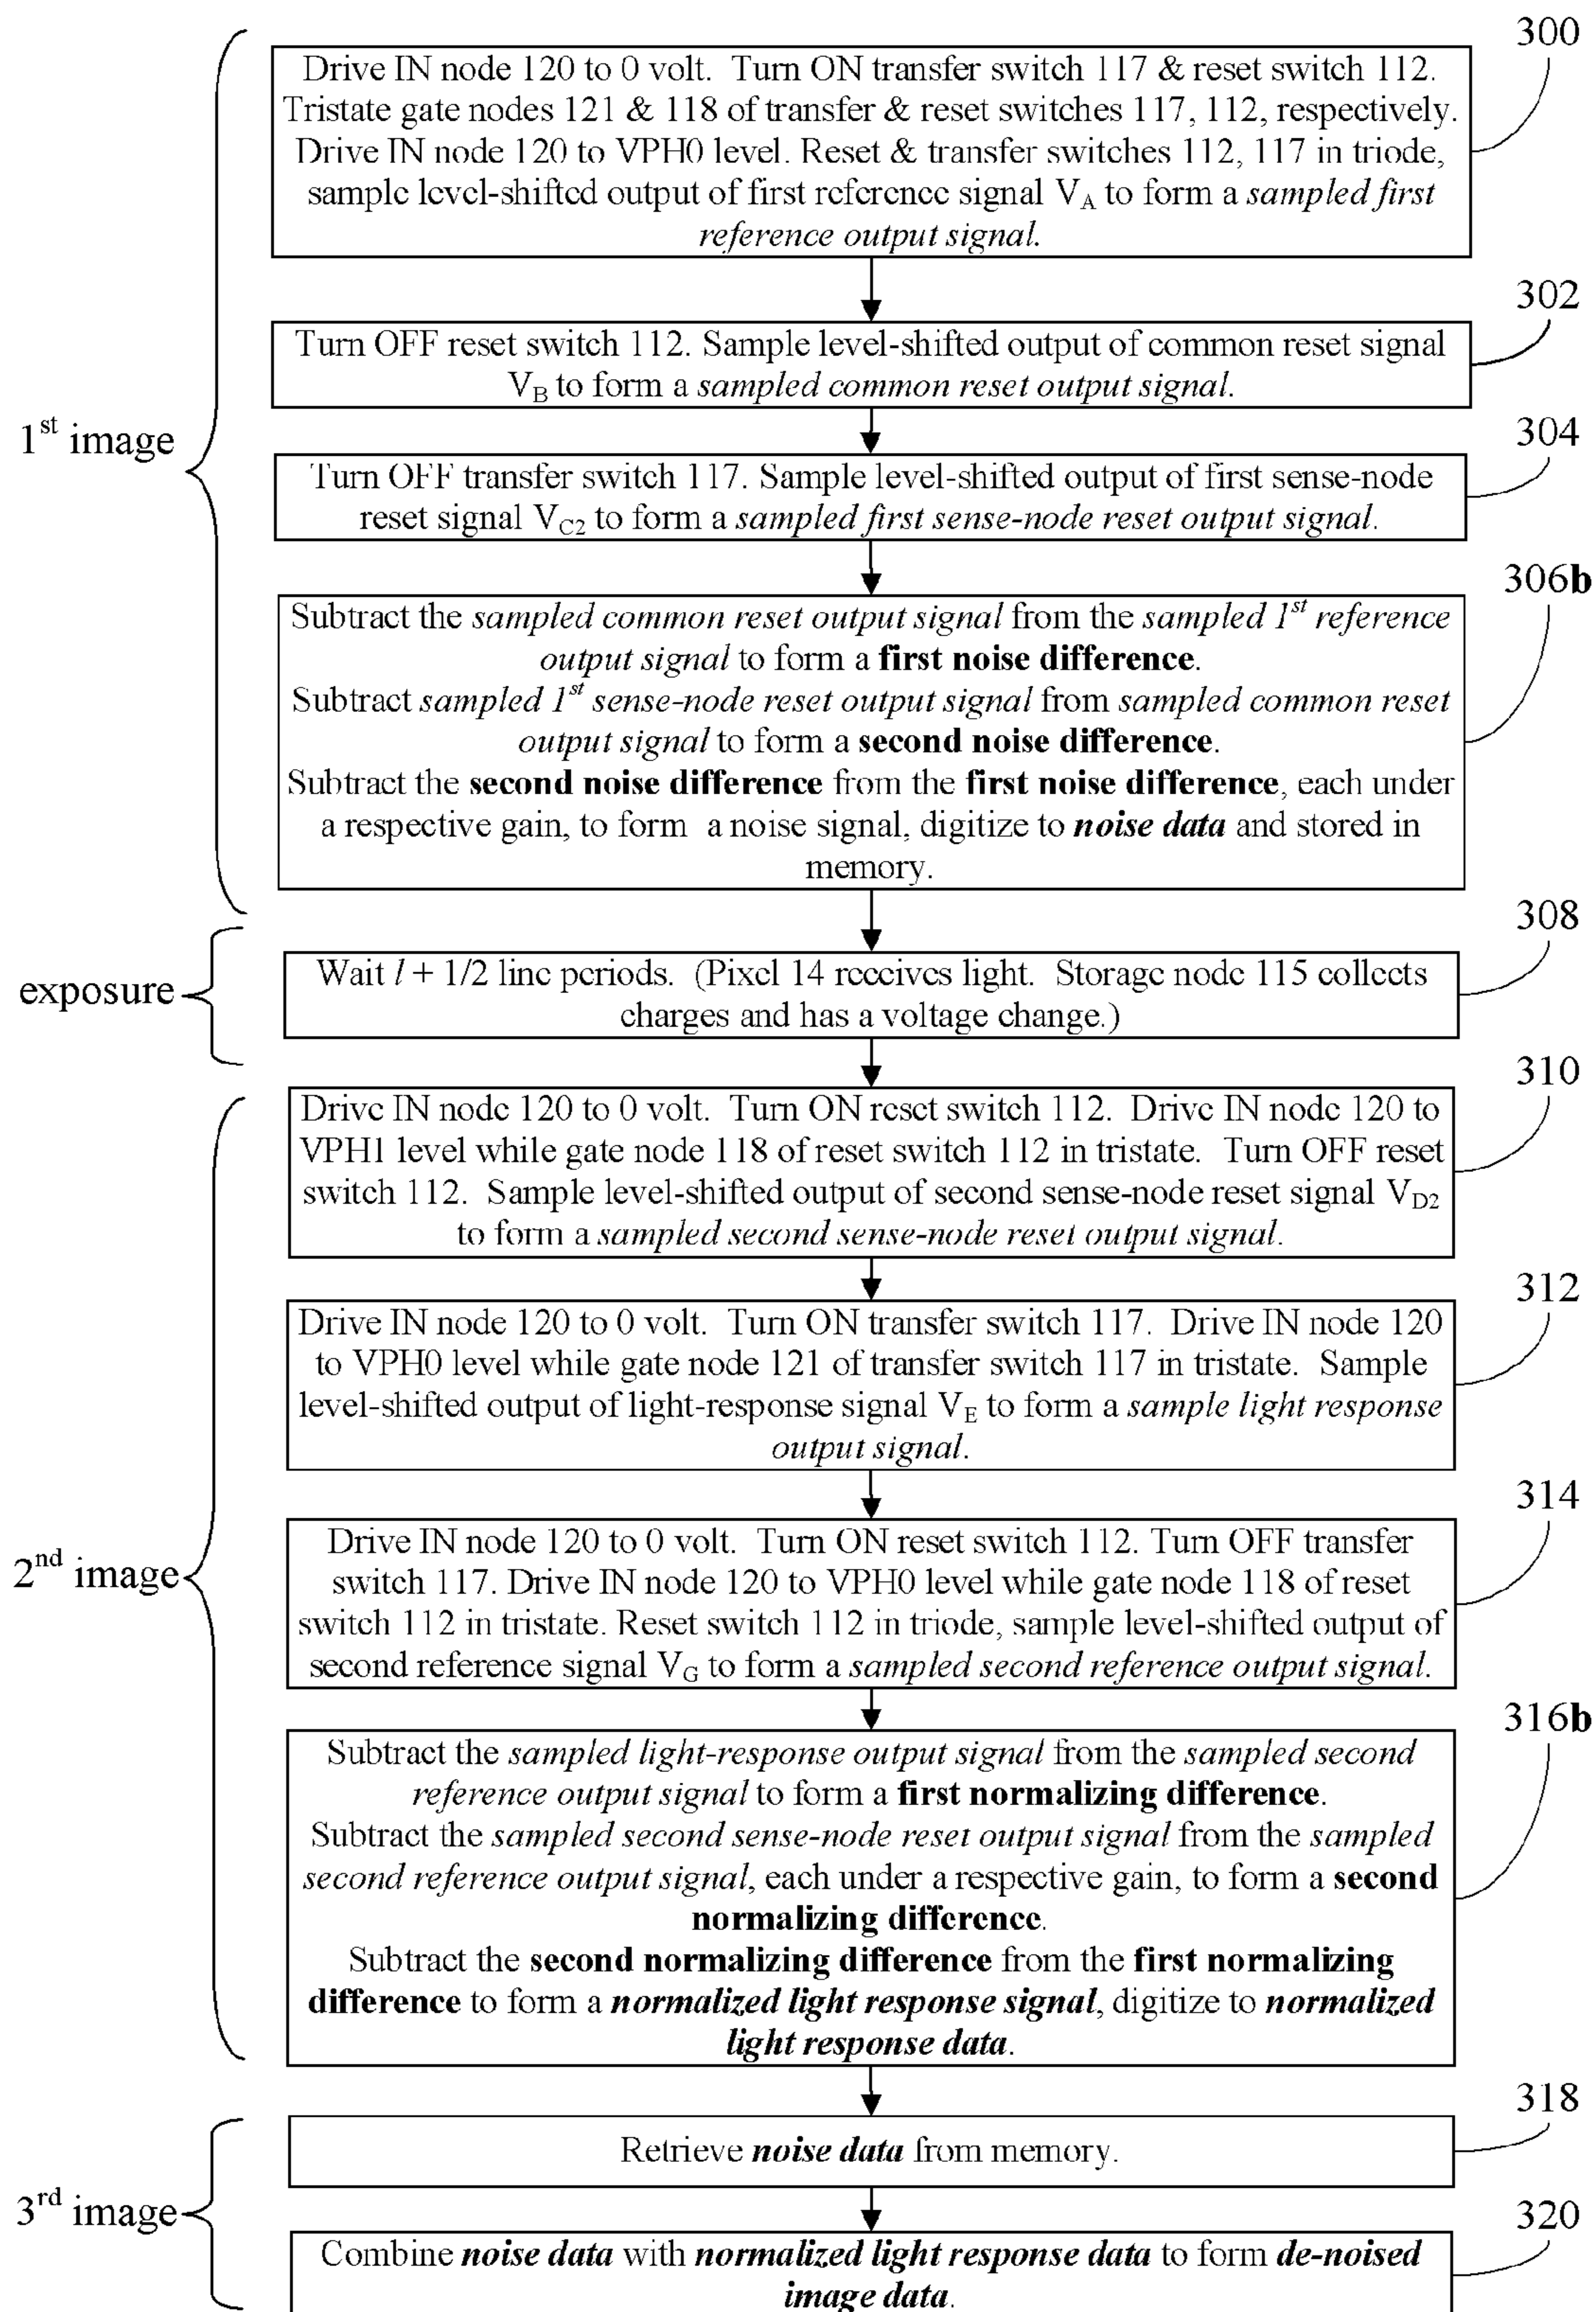 300
Drive IN node 120 to 0 volt. Turn ON transfer switch 117 & reset switch 112.
Tristate gate nodes 121 & 118 of transfer & reset switches 117, 112, respectively.
Drive IN node 120 to VPH0 level. Reset & transfer switches 112, 117 in triode,
sample level-shifted output of first reference signal VA to form a sampled first
reference output signal.
302
Turn OFF reset switch 112. Sample level-shifted output of common reset signal
VB to form a sampled common reset output signal.
1st image
304
Turn OFF transfer switch 117. Sample level-shifted output of first sense-node
reset signal VC2 to form a sampled first sense-node reset output signal.
306b
Subtract the sampled common reset output signal from the sampled 1st reference
output signal to form a first noise difference.
Subtract sampled 1st sense-node reset output signal from sampled common reset
output signal to form a second noise difference.
Subtract the second noise difference from the first noise difference, each under
a respective gain, to form a noise signal, digitize to noise data and stored in
memory.
308
exposure
Wait l + 1/2 line periods. (Pixel 14 receives light. Storage node 115 collects
charges and has a voltage change.)
310
Drive IN node 120 to 0 volt. Turn ON reset switch 112. Drive IN node 120 to
VPH1 level while gate node 118 of reset switch 112 in tristate. Turn OFF reset
switch 112. Sample level-shifted output of second sense-node reset signal VD2
to form a sampled second sense-node reset output signal.
312
Drive IN node 120 to 0 volt. Turn ON transfer switch 117. Drive IN node 120
to VPH0 level while gate node 121 of transfer switch 117 in tristate. Sample
level-shifted output of light-response signal VE to form a sample light response
output signal.
314
2nd image
Drive IN node 120 to 0 volt. Turn ON reset switch 112. Turn OFF transfer
switch 117. Drive IN node 120 to VPH0 level while gate node 118 of reset
switch 112 in tristate. Reset switch 112 in triode, sample level-shifted output of
second reference signal VG to form a sampled second reference output signal.
316b
Subtract the sampled light-response output signal from the sampled second
reference output signal to form a first normalizing difference.
Subtract the sampled second sense-node reset output signal from the sampled
second reference output signal, each under a respective gain, to form a second
normalizing difference.
Subtract the second normalizing difference from the first normalizing
difference to form a normalized light response signal, digitize to normalized
light response data.
318
Retrieve noise data from memory.
3rd image
320
Combine noise data with normalized light response data to form de-noised
image data.